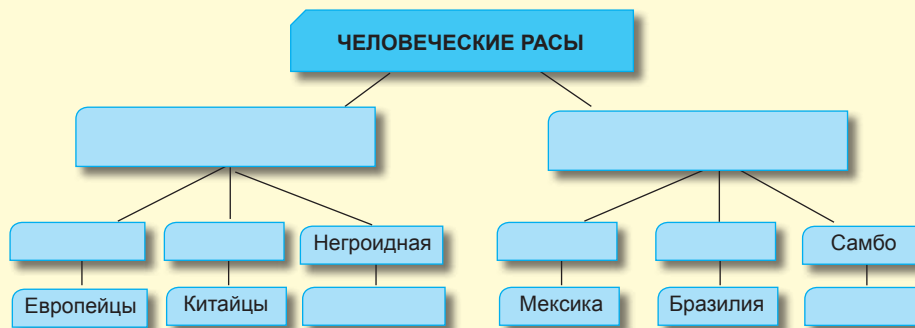 ЧЕЛОВЕЧЕСКИЕ РАСЫ
Негроидная
Самбо
Европейцы
Китайцы
Мексика
Бразилия